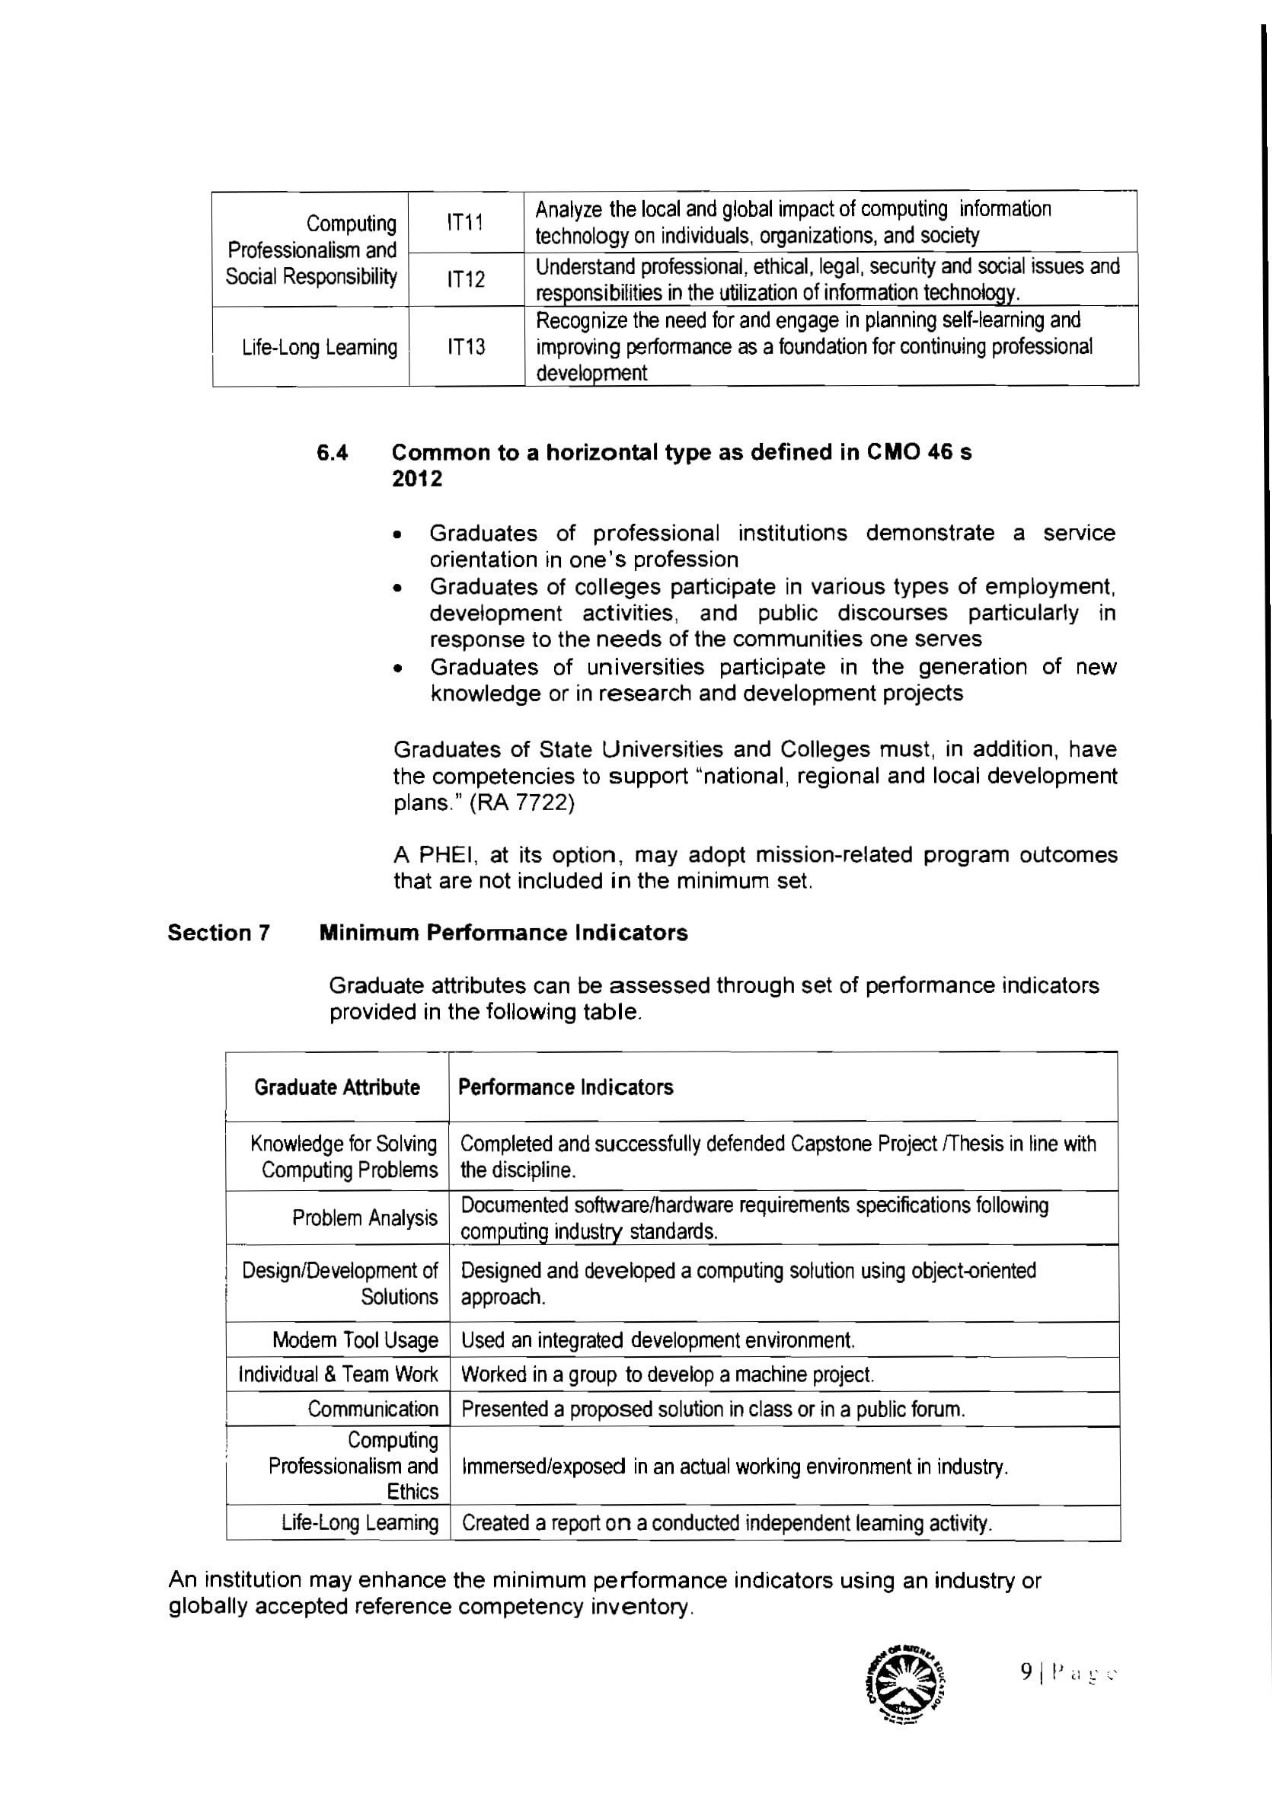 Computing
Professionalism and
Social Responsibility
IT11
Analyze the local and global impact of computing information
technology on individuals, organizations, and society
IT12
Understand professional, ethical, legal, security and social issues and
responsibilities in the utilization of information technology.
Life-Long Learning
IT13
Recognize the need for and engage in planning self-learning and
improving performance as a foundation for continuing professional
development
6.4 Common to a horizontal type as defined in CMO 46 s
2012
• Graduates of professional institutions demonstrate a service
orientation in one's profession
• Graduates of colleges participate in various types of employment,
development activities, and public discourses particularly in
response to the needs of the communities one serves
• Graduates of universities participate in the generation of new
knowledge or in research and development projects
Graduates of State Universities and Colleges must, in addition, have
the competencies to support "national, regional and local development
plans." (RA 7722)
A PHEI, at its option, may adopt mission-related program outcomes
that are not included in the minimum set.
Section 7 Minimum Performance Indicators
Graduate attributes can be assessed through set of performance indicators
provided in the following table.
Graduate Attribute
Performance Indicators
Knowledge for Solving
Computing Problems
Completed and successfully defended Capstone Project /Thesis in line with
the discipline.
Problem Analysis
Documented software/hardware requirements specifications following
computing industry standards.
Design/Development of
Solutions
Designed and developed a computing solution using object-oriented
approach.
Modern Tool Usage
Used an integrated development environment.
Individual & Team Work
Worked in a group to develop a machine project.
Communication
Presented a proposed solution in class or in a public forum.
Computing
Professionalism and
Ethics
Immersed/exposed in an actual working environment in industry.
Life-Long Learning
Created a report on a conducted independent learning activity.
An institution may enhance the minimum performance indicators using an industry or
globally accepted reference competency inventory.
9 | Page